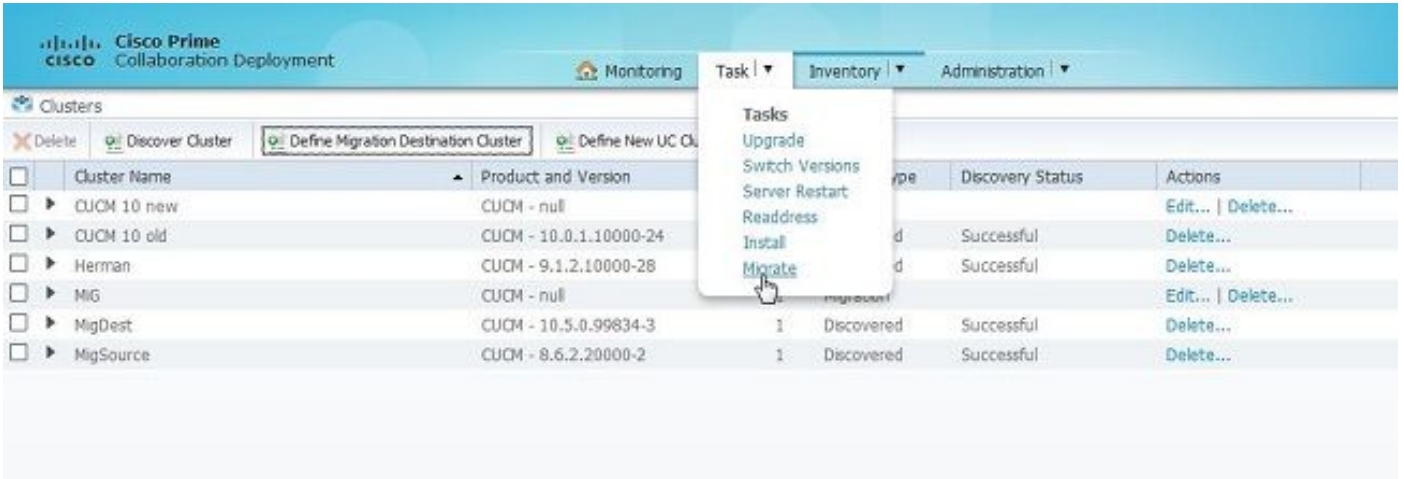 Cisco Prime
CISCO Collaboration Deployment
Monitoring Task Inventory Administration
Clusters
Delete Discover Cluster Define Migration Destination Cluster Define New UC Clu
Tasks
Upgrade
Switch Versions
Server Restart
Readdress
Install
Migrate
Cluster Name Product and Version ype Discovery Status Actions
CUCM 10 new CUCM - null Edit... | Delete...
CUCM 10 old CUCM - 10.0.1.10000-24 d Successful Delete...
Herman CUCM - 9.1.2.10000-28 d Successful Delete...
MiG CUCM - null 1 Migration Edit... | Delete...
MigDest CUCM - 10.5.0.99834-3 1 Discovered Successful Delete...
MigSource CUCM - 8.6.2.20000-2 1 Discovered Successful Delete...